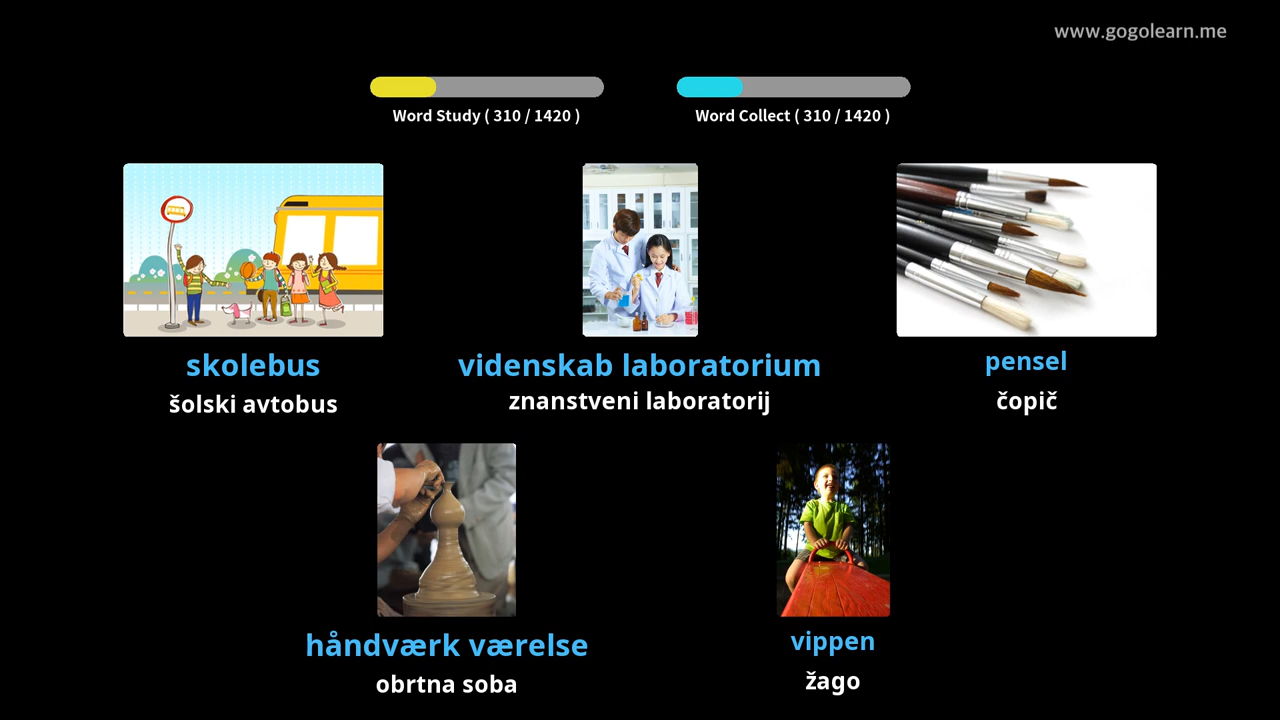 www.gogolearn.me
Word Study ( 310 / 1420 )
Word Collect ( 310 / 1420 )
skolebus
šolski avtobus
videnskab laboratorium
znanstveni laboratorij
pensel
čopič
håndværk værelse
obrtna soba
vippen
žago